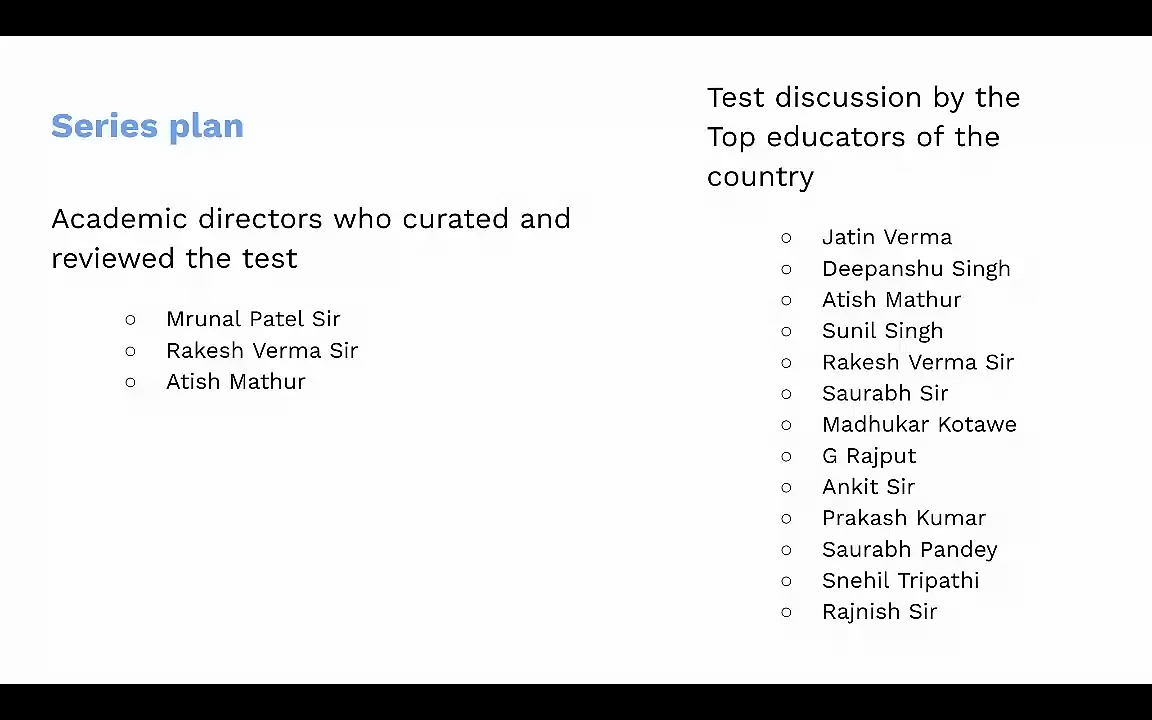 Series plan
Academic directors who curated and
reviewed the test
○ Mrunal Patel Sir
○ Rakesh Verma Sir
○ Atish Mathur
Test discussion by the
Top educators of the
country
○ Jatin Verma
○ Deepanshu Singh
○ Atish Mathur
○ Sunil Singh
○ Rakesh Verma Sir
○ Saurabh Sir
○ Madhukar Kotawe
○ G Rajput
○ Ankit Sir
○ Prakash Kumar
○ Saurabh Pandey
○ Snehil Tripathi
○ Rajnish Sir